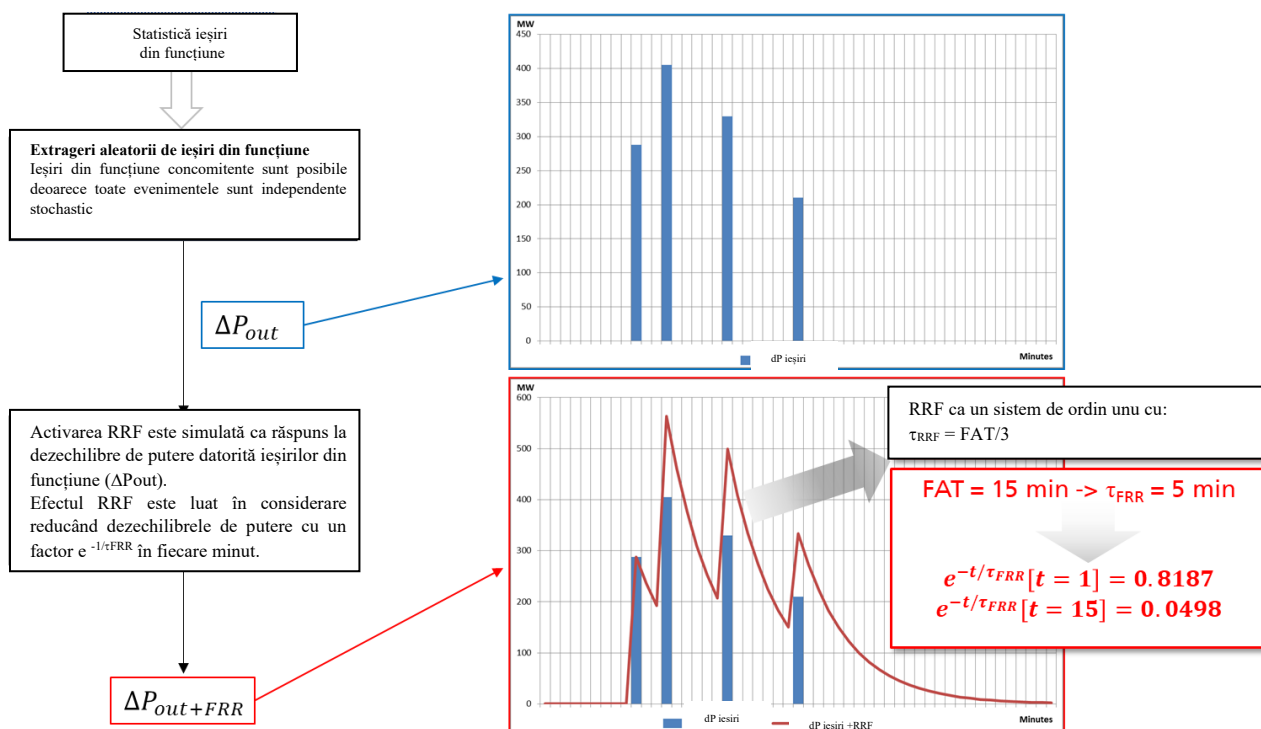 Statistică ieșiri
din funcțiune
Extrageri aleatorii de ieșiri din funcțiune
Ieșiri din funcțiune concomitente sunt posibile
deoarece toate evenimentele sunt independente
stochastic
ΔP_out
Activarea RRF este simulată ca răspuns la
dezechilibre de putere datorită ieșirilor din
funcțiune (ΔPout).
Efectul RRF este luat în considerare
reducând dezechilibrele de putere cu un
factor e ^-1/τFRR în fiecare minut.
ΔP_out+FRR
MW
450
400
350
300
250
200
150
100
50
0
Minutes
dP ieșiri
MW
600
500
400
300
200
100
0
Minutes
dP iesiri
dP iesiri +RRF
RRF ca un sistem de ordin unu cu:
τRRF = FAT/3
FAT = 15 min -> τFRR = 5 min
e^-t/τFRR[t = 1] = 0.8187
e^-t/τFRR[t = 15] = 0.0498